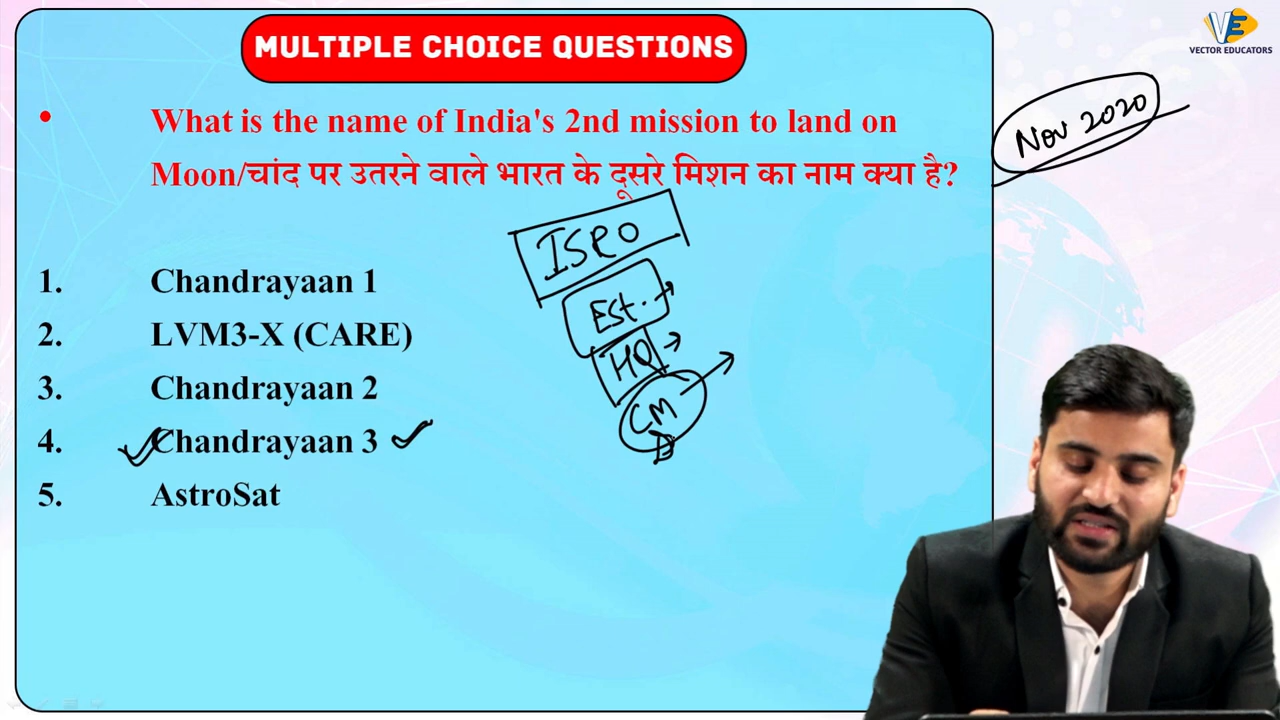 MULTIPLE CHOICE QUESTIONS
VE
VECTOR EDUCATORS
Nov 2020
• What is the name of India's 2nd mission to land on
Moon/चांद पर उतरने वाले भारत के दूसरे मिशन का नाम क्या है?
ISRO
Est.
HQ
CM
1. Chandrayaan 1
2. LVM3-X (CARE)
3. Chandrayaan 2
4. Chandrayaan 3
5. AstroSat